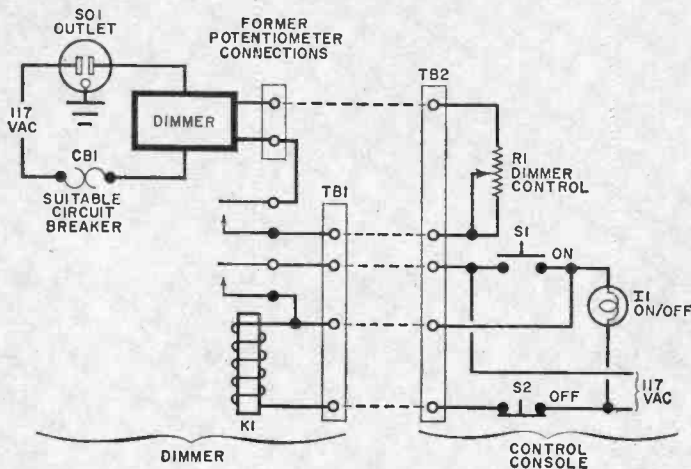 SO1
OUTLET
FORMER
POTENTIOMETER
CONNECTIONS
TB2
117
VAC
DIMMER
CB1
SUITABLE
CIRCUIT
BREAKER
R1
DIMMER
CONTROL
TB1
S1
ON
I1
ON/OFF
S2
OFF
117
VAC
K1
DIMMER
CONTROL
CONSOLE